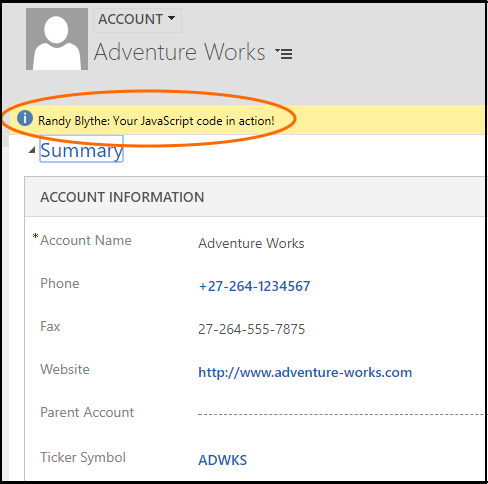 ACCOUNT
Adventure Works
Randy Blythe: Your JavaScript code in action!
Summary
ACCOUNT INFORMATION
*Account Name Adventure Works
Phone +27-264-1234567
Fax 27-264-555-7875
Website http://www.adventure-works.com
Parent Account --
Ticker Symbol ADWKS